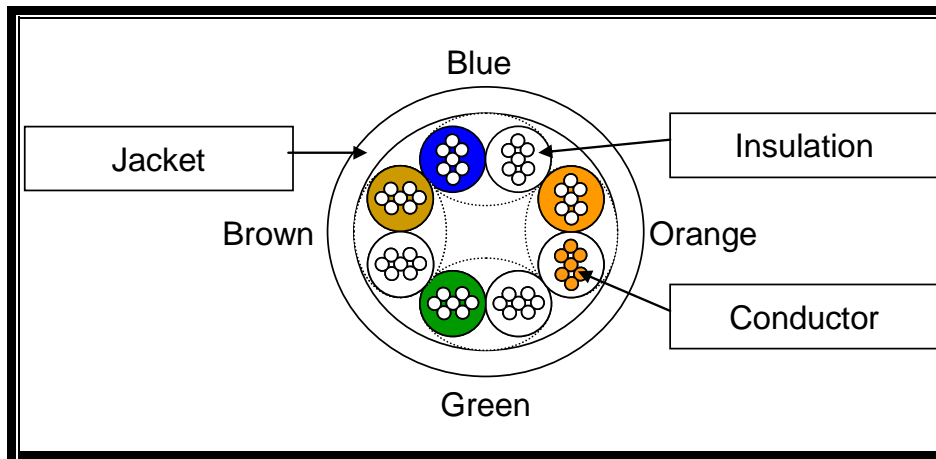 Blue
Jacket
Insulation
Brown
Orange
Conductor
Green